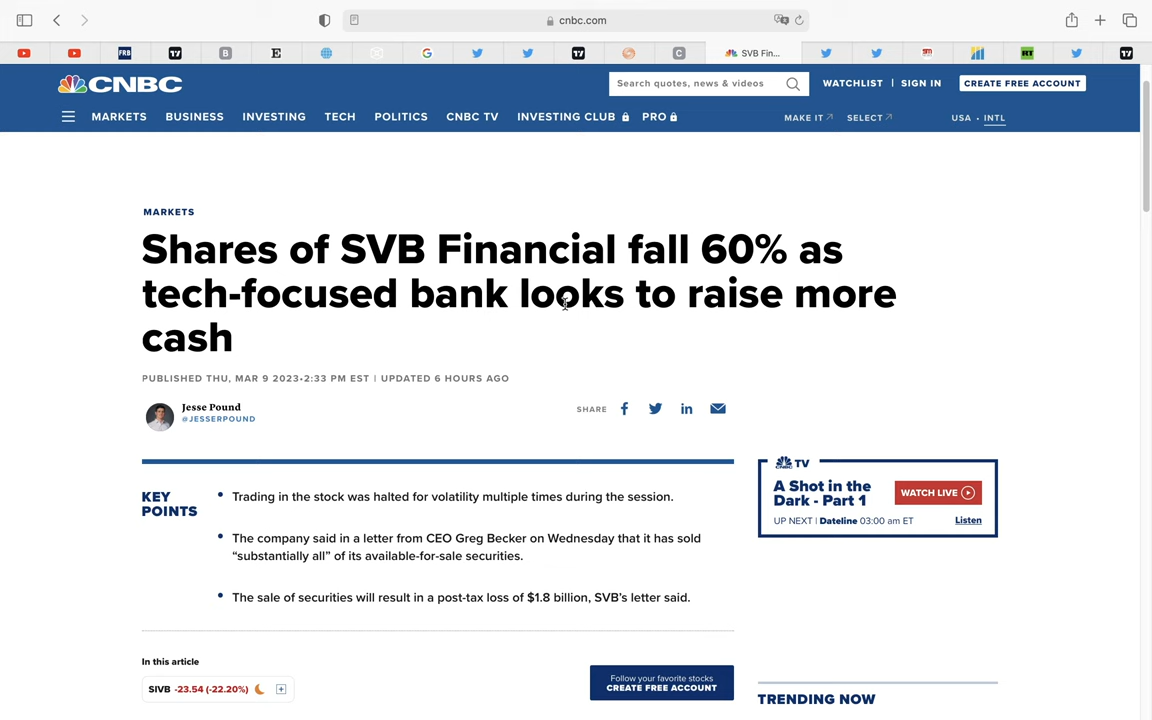 cnbc.com
FRB
B
E
G
C
SVB Fin...
RT
CNBC
Search quotes, news & videos
WATCHLIST | SIGN IN
CREATE FREE ACCOUNT
MARKETS BUSINESS INVESTING TECH POLITICS CNBC TV INVESTING CLUB PRO
MAKE IT SELECT USA • INTL
MARKETS
Shares of SVB Financial fall 60% as
tech-focused bank looks to raise more
cash
PUBLISHED THU, MAR 9 2023•2:33 PM EST | UPDATED 6 HOURS AGO
Jesse Pound
@JESSERPOUND
SHARE
KEY
POINTS
• Trading in the stock was halted for volatility multiple times during the session.
• The company said in a letter from CEO Greg Becker on Wednesday that it has sold
“substantially all” of its available-for-sale securities.
• The sale of securities will result in a post-tax loss of $1.8 billion, SVB’s letter said.
CNBC TV
A Shot in the
Dark - Part 1
WATCH LIVE
UP NEXT | Dateline 03:00 am ET
Listen
In this article
SIVB -23.54 (-22.20%)
Follow your favorite stocks
CREATE FREE ACCOUNT
TRENDING NOW